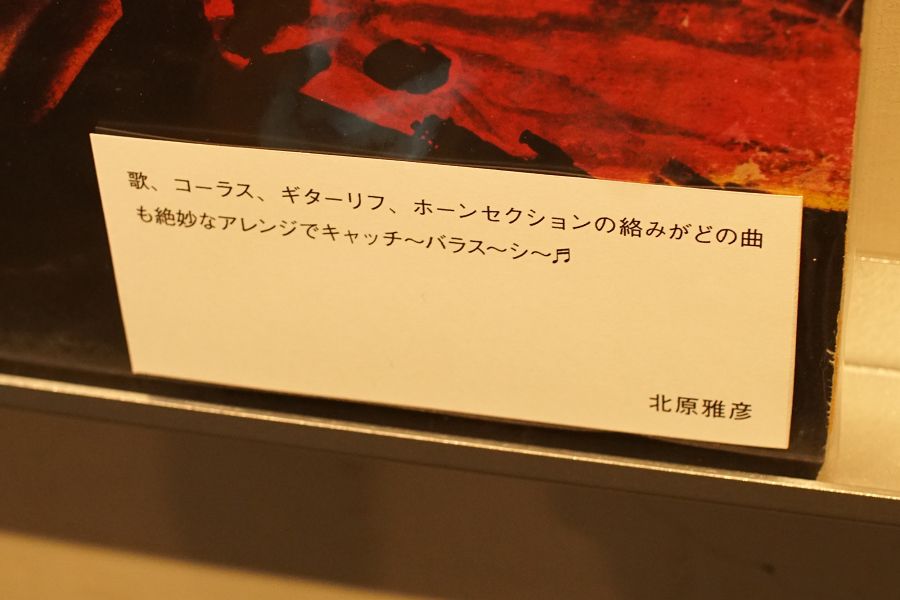 歌、コーラス、ギターリフ、ホーンセクションの絡みがどの曲
も絶妙なアレンジでキャッチ〜バラス〜シ〜♬
北原雅彦